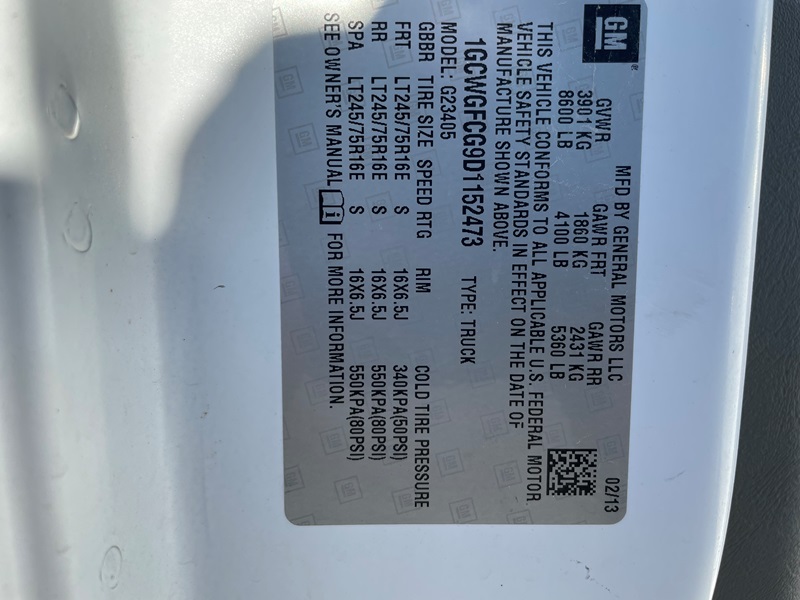 GM®
MFD BY GENERAL MOTORS LLC 02/13
GVWR GAWR FRT GAWR RR
3901 KG 1860 KG 2431 KG
8600 LB 4100 LB 5360 LB
THIS VEHICLE CONFORMS TO ALL APPLICABLE U.S. FEDERAL MOTOR
VEHICLE SAFETY STANDARDS IN EFFECT ON THE DATE OF
MANUFACTURE SHOWN ABOVE.
1GCWGFCG9D1152473 TYPE: TRUCK
MODEL: G23405
GBBR TIRE SIZE SPEED RTG RIM COLD TIRE PRESSURE
FRT LT245/75R16E S 16X6.5J 340KPA(50PSI)
RR LT245/75R16E S 16X6.5J 550KPA(80PSI)
SPA LT245/75R16E S 16X6.5J 550KPA(80PSI)
SEE OWNER'S MANUAL i FOR MORE INFORMATION.